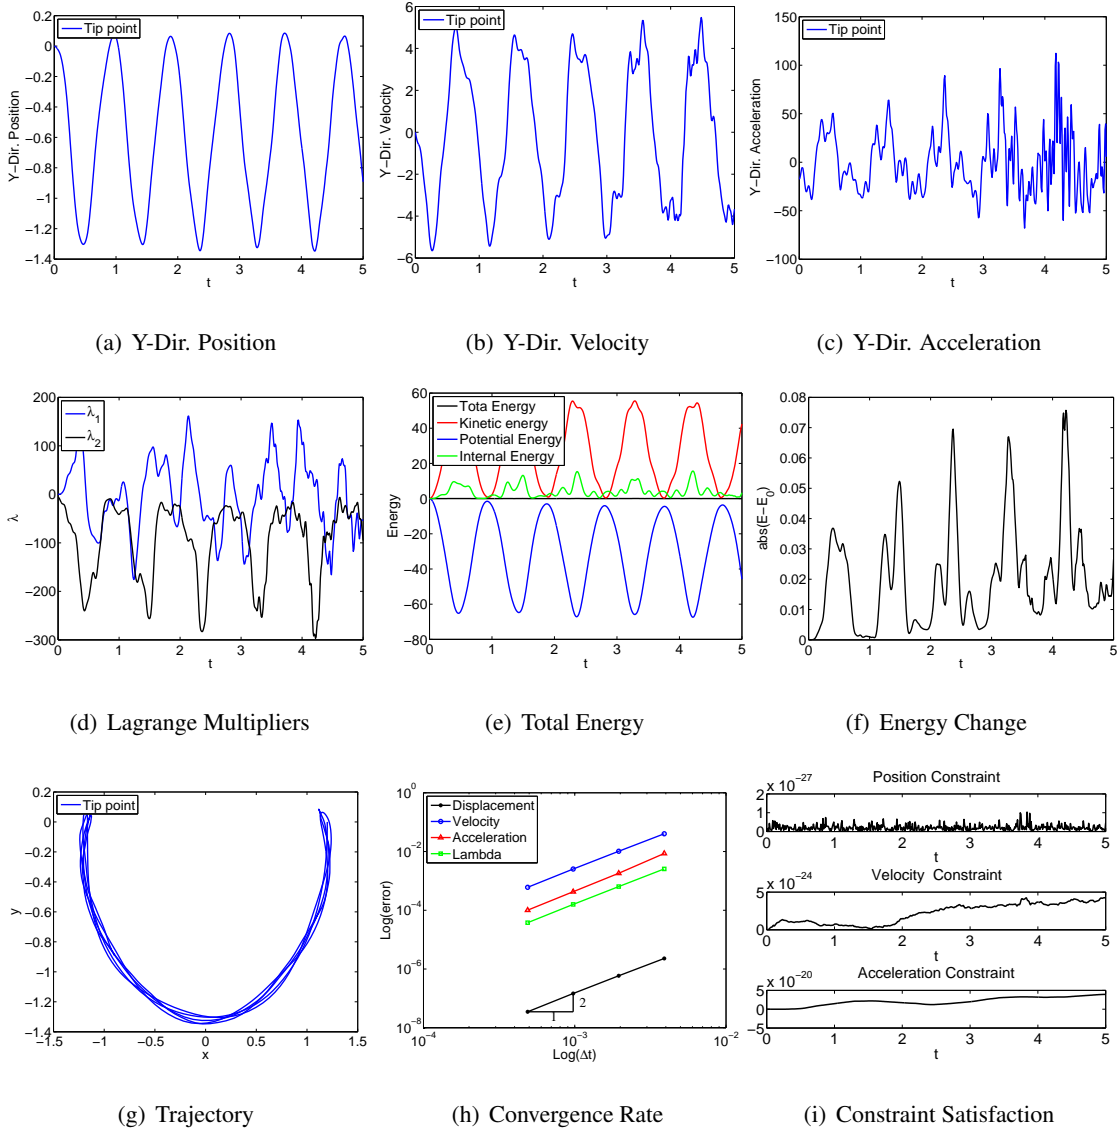 Tip point
Y−Dir. Position
0.2
0
−0.2
−0.4
−0.6
−0.8
−1
−1.2
−1.4
0 1 2 3 4 5
t
(a) Y-Dir. Position
Tip point
Y−Dir. Velocity
6
4
2
0
−2
−4
−6
0 1 2 3 4 5
t
(b) Y-Dir. Velocity
Tip point
Y−Dir. Acceleration
150
100
50
0
−50
−100
0 1 2 3 4 5
t
(c) Y-Dir. Acceleration
λ1
λ2
λ
200
100
0
−100
−200
−300
0 1 2 3 4 5
t
(d) Lagrange Multipliers
Tota Energy
Kinetic energy
Potential Energy
Internal Energy
Energy
60
40
20
0
−20
−40
−60
−80
0 1 2 3 4 5
t
(e) Total Energy
abs(E−E0)
0.08
0.07
0.06
0.05
0.04
0.03
0.02
0.01
0
0 1 2 3 4 5
t
(f) Energy Change
Tip point
y
0.2
0
−0.2
−0.4
−0.6
−0.8
−1
−1.2
−1.4
−1.5 −1 −0.5 0 0.5 1 1.5
x
(g) Trajectory
Displacement
Velocity
Acceleration
Lambda
Log(error)
10^0
10^−2
10^−4
10^−6
10^−8
1
2
10^−4 10^−3 10^−2
Log(Δt)
(h) Convergence Rate
x 10^−27
Position Constraint
2
1
0
0 1 2 3 4 5
t
x 10^−24
Velocity Constraint
5
0
0 1 2 3 4 5
t
x 10^−20
Acceleration Constraint
5
0
−5
0 1 2 3 4 5
t
(i) Constraint Satisfaction